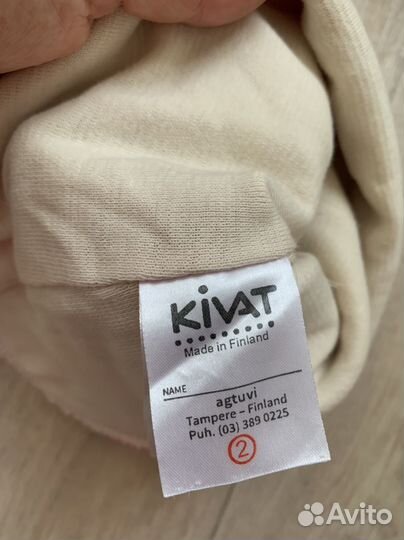 KiVAT
Made in Finland
NAME
agtuvi
Tampere – Finland
Puh. (03) 389 0225
2
Avito